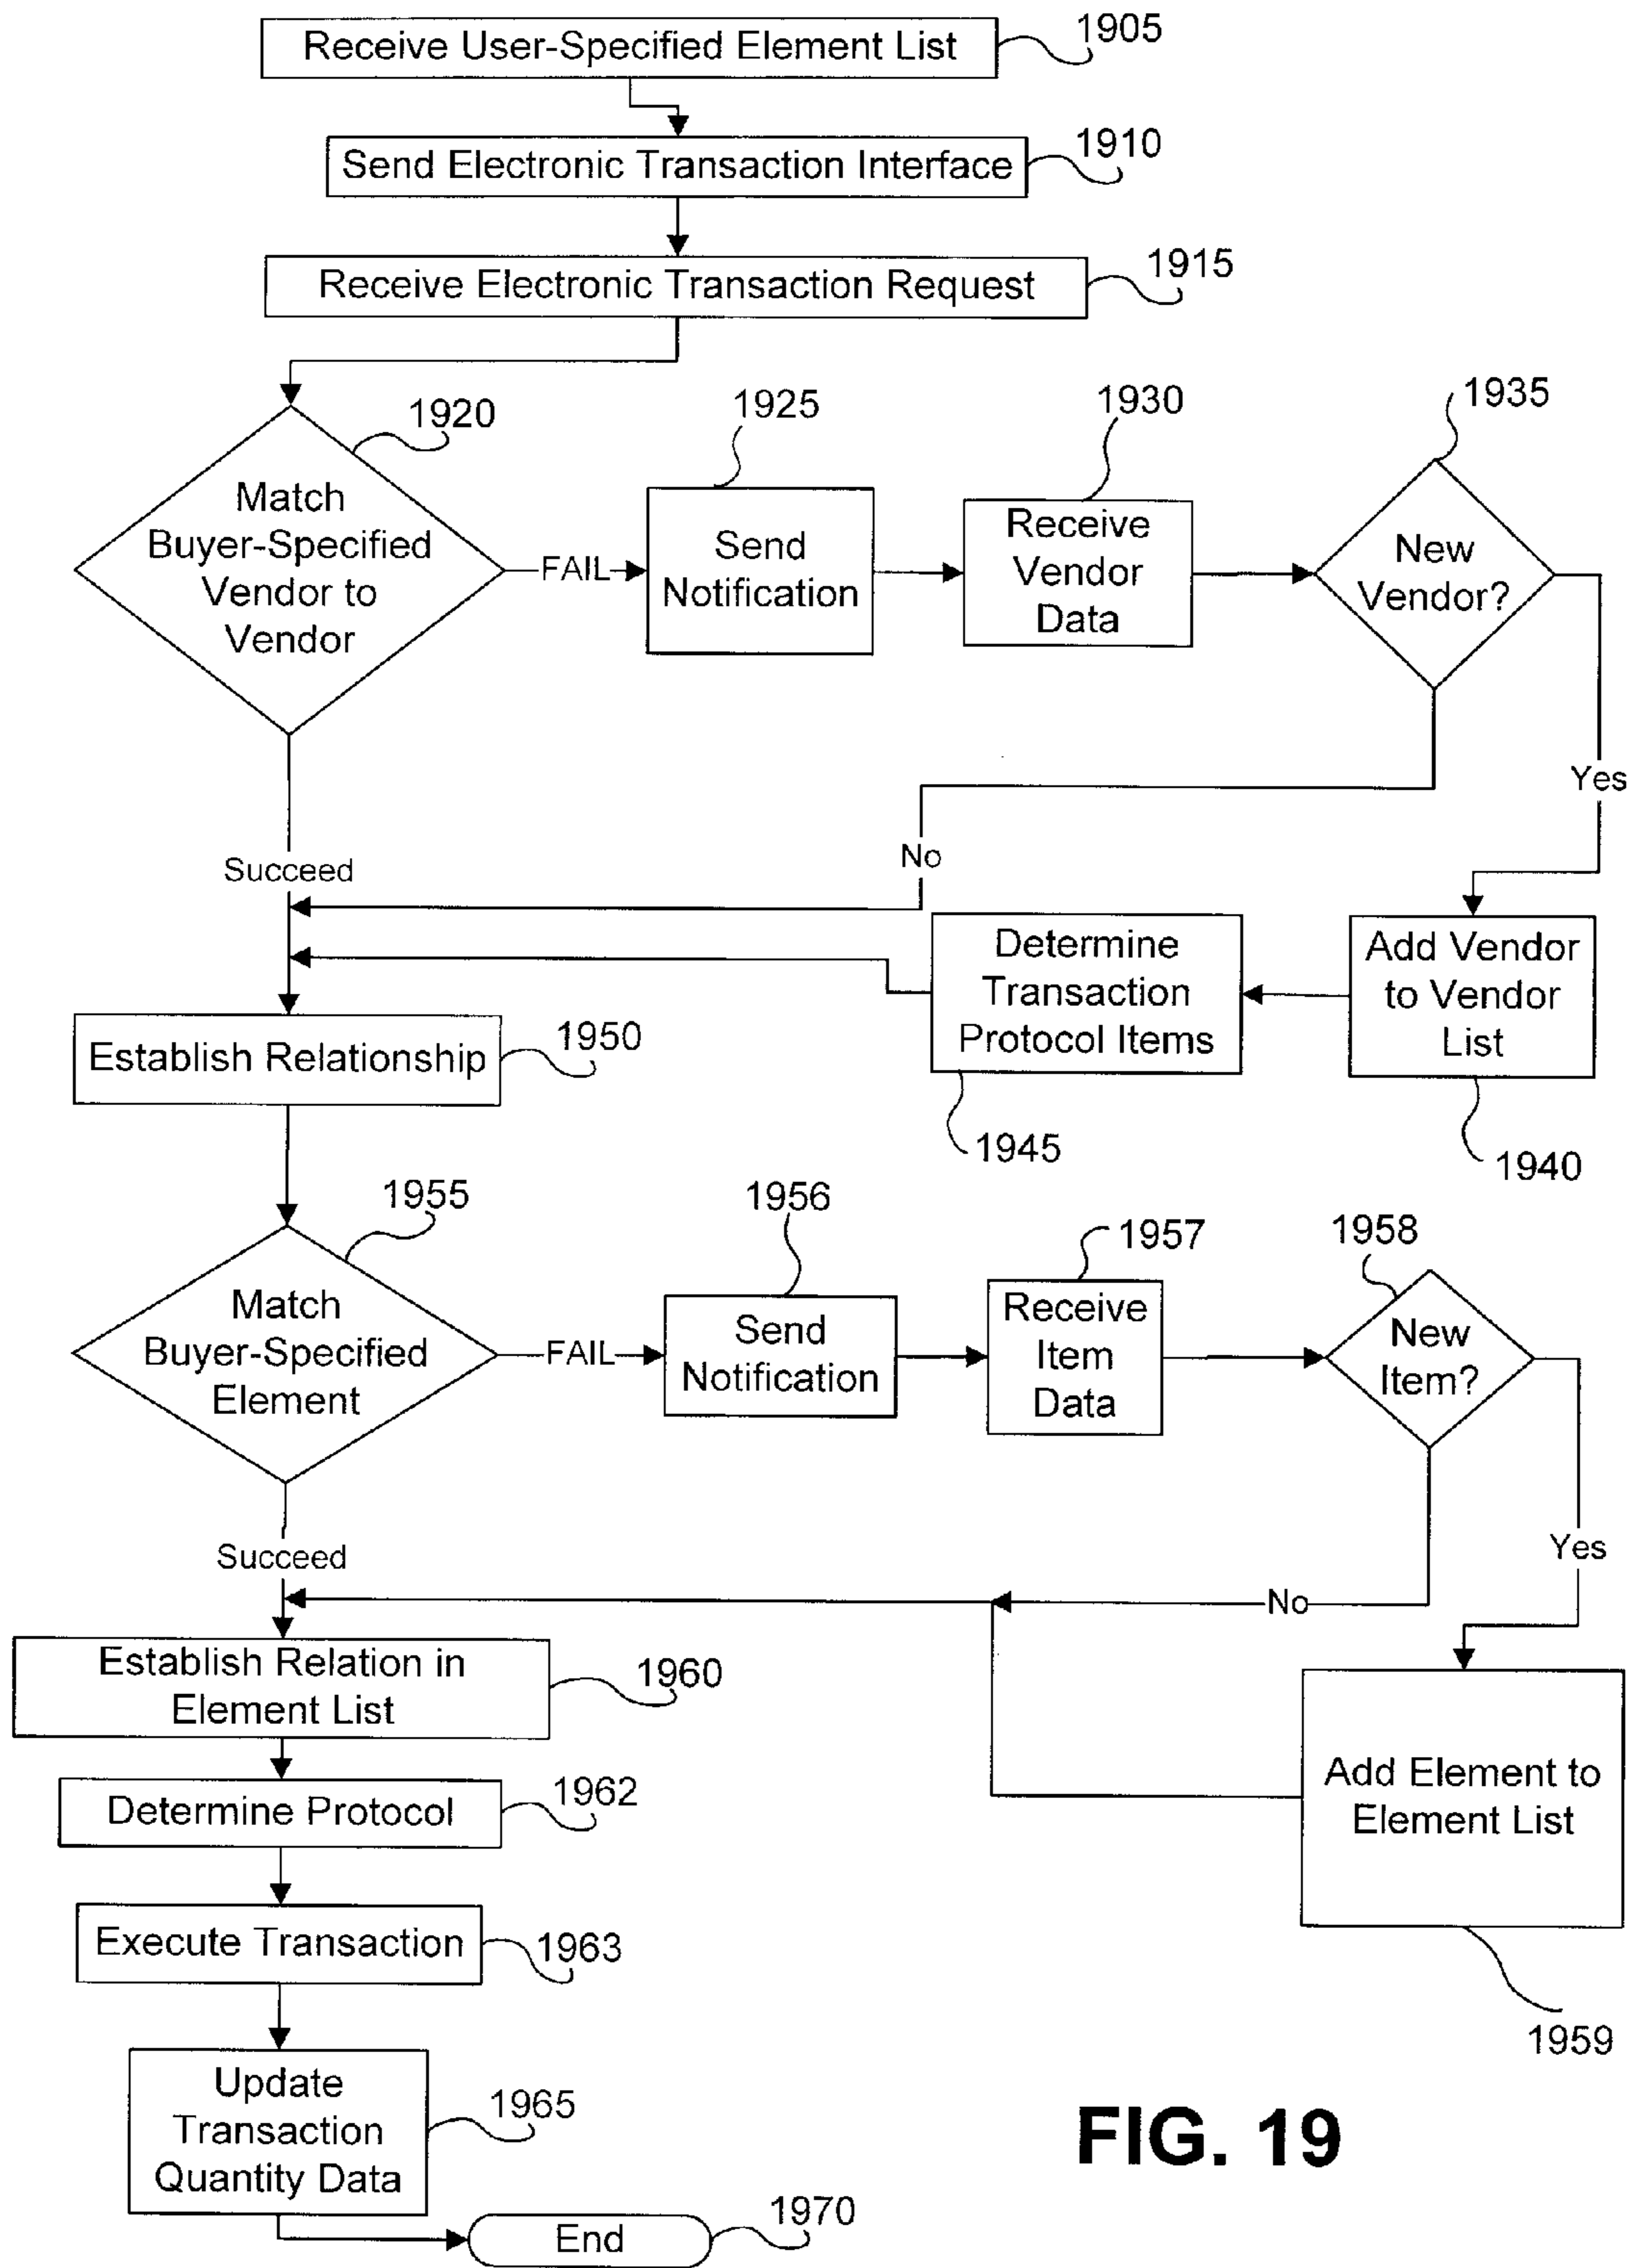 Receive User-Specified Element List
1905
Send Electronic Transaction Interface
1910
Receive Electronic Transaction Request
1915
1920
Match
Buyer-Specified
Vendor to
Vendor
FAIL
1925
Send
Notification
1930
Receive
Vendor
Data
1935
New
Vendor?
Yes
No
Succeed
Add Vendor
to Vendor
List
1940
Determine
Transaction
Protocol Items
1945
Establish Relationship
1950
1955
Match
Buyer-Specified
Element
FAIL
1956
Send
Notification
1957
Receive
Item
Data
1958
New
Item?
Yes
No
Succeed
Add Element to
Element List
1959
Establish Relation in
Element List
1960
Determine Protocol
1962
Execute Transaction
1963
Update
Transaction
Quantity Data
1965
End
1970
FIG. 19